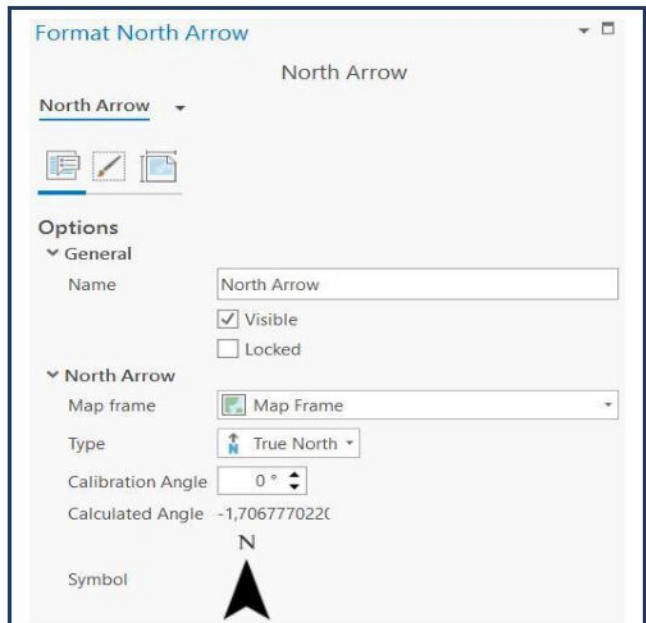 Format North Arrow
North Arrow
North Arrow
Options
General
Name North Arrow
Visible
Locked
North Arrow
Map frame Map Frame
Type N True North
Calibration Angle 0 °
Calculated Angle -1,706777022(
N
Symbol